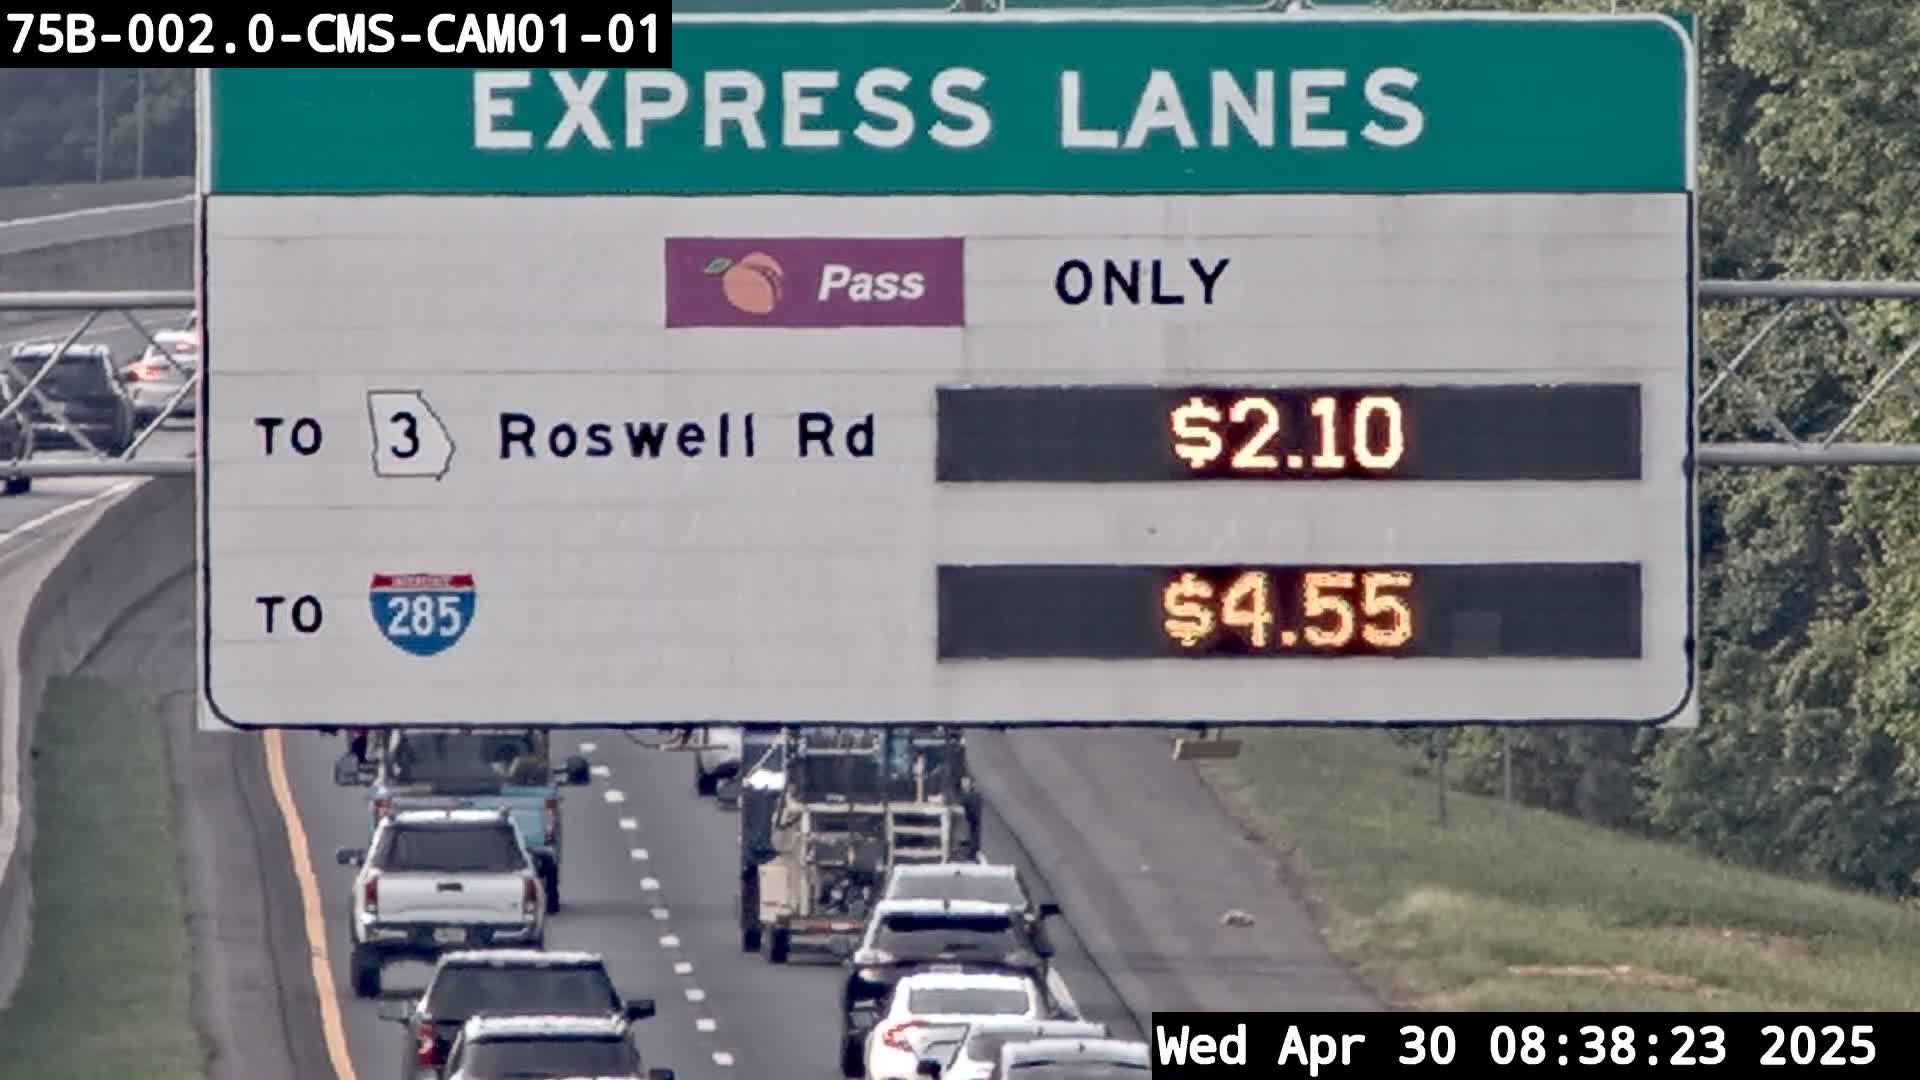 75B-002.0-CMS-CAM01-01
EXPRESS LANES
Pass ONLY
TO 3 Roswell Rd $2.10
TO INTERSTATE 285 $4.55
Wed Apr 30 08:38:23 2025